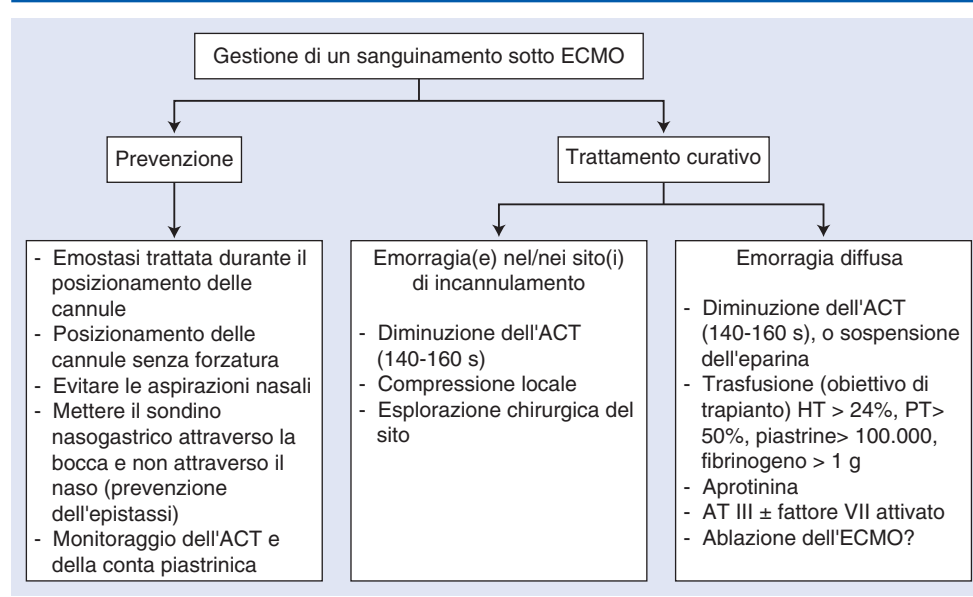 Gestione di un sanguinamento sotto ECMO
Prevenzione
Trattamento curativo
- Emostasi trattata durante il
posizionamento delle
cannule
- Posizionamento delle
cannule senza forzatura
- Evitare le aspirazioni nasali
- Mettere il sondino
nasogastrico attraverso la
bocca e non attraverso il
naso (prevenzione
dell'epistassi)
- Monitoraggio dell'ACT e
della conta piastrinica
Emorragia(e) nel/nei sito(i)
di incannulamento
- Diminuzione dell'ACT
(140-160 s)
- Compressione locale
- Esplorazione chirurgica del
sito
Emorragia diffusa
- Diminuzione dell'ACT
(140-160 s), o sospensione
dell'eparina
- Trasfusione (obiettivo di
trapianto) HT > 24%, PT>
50%, piastrine> 100.000,
fibrinogeno > 1 g
- Aprotinina
- AT III ± fattore VII attivato
- Ablazione dell'ECMO?